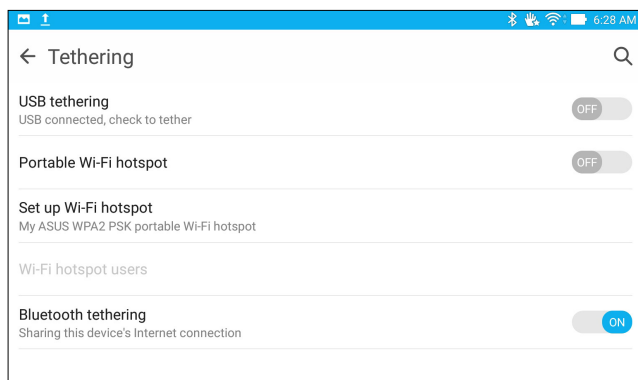 6:28 AM
Tethering
USB tethering
USB connected, check to tether
OFF
Portable Wi-Fi hotspot
OFF
Set up Wi-Fi hotspot
My ASUS WPA2 PSK portable Wi-Fi hotspot
Wi-Fi hotspot users
Bluetooth tethering
Sharing this device's Internet connection
ON